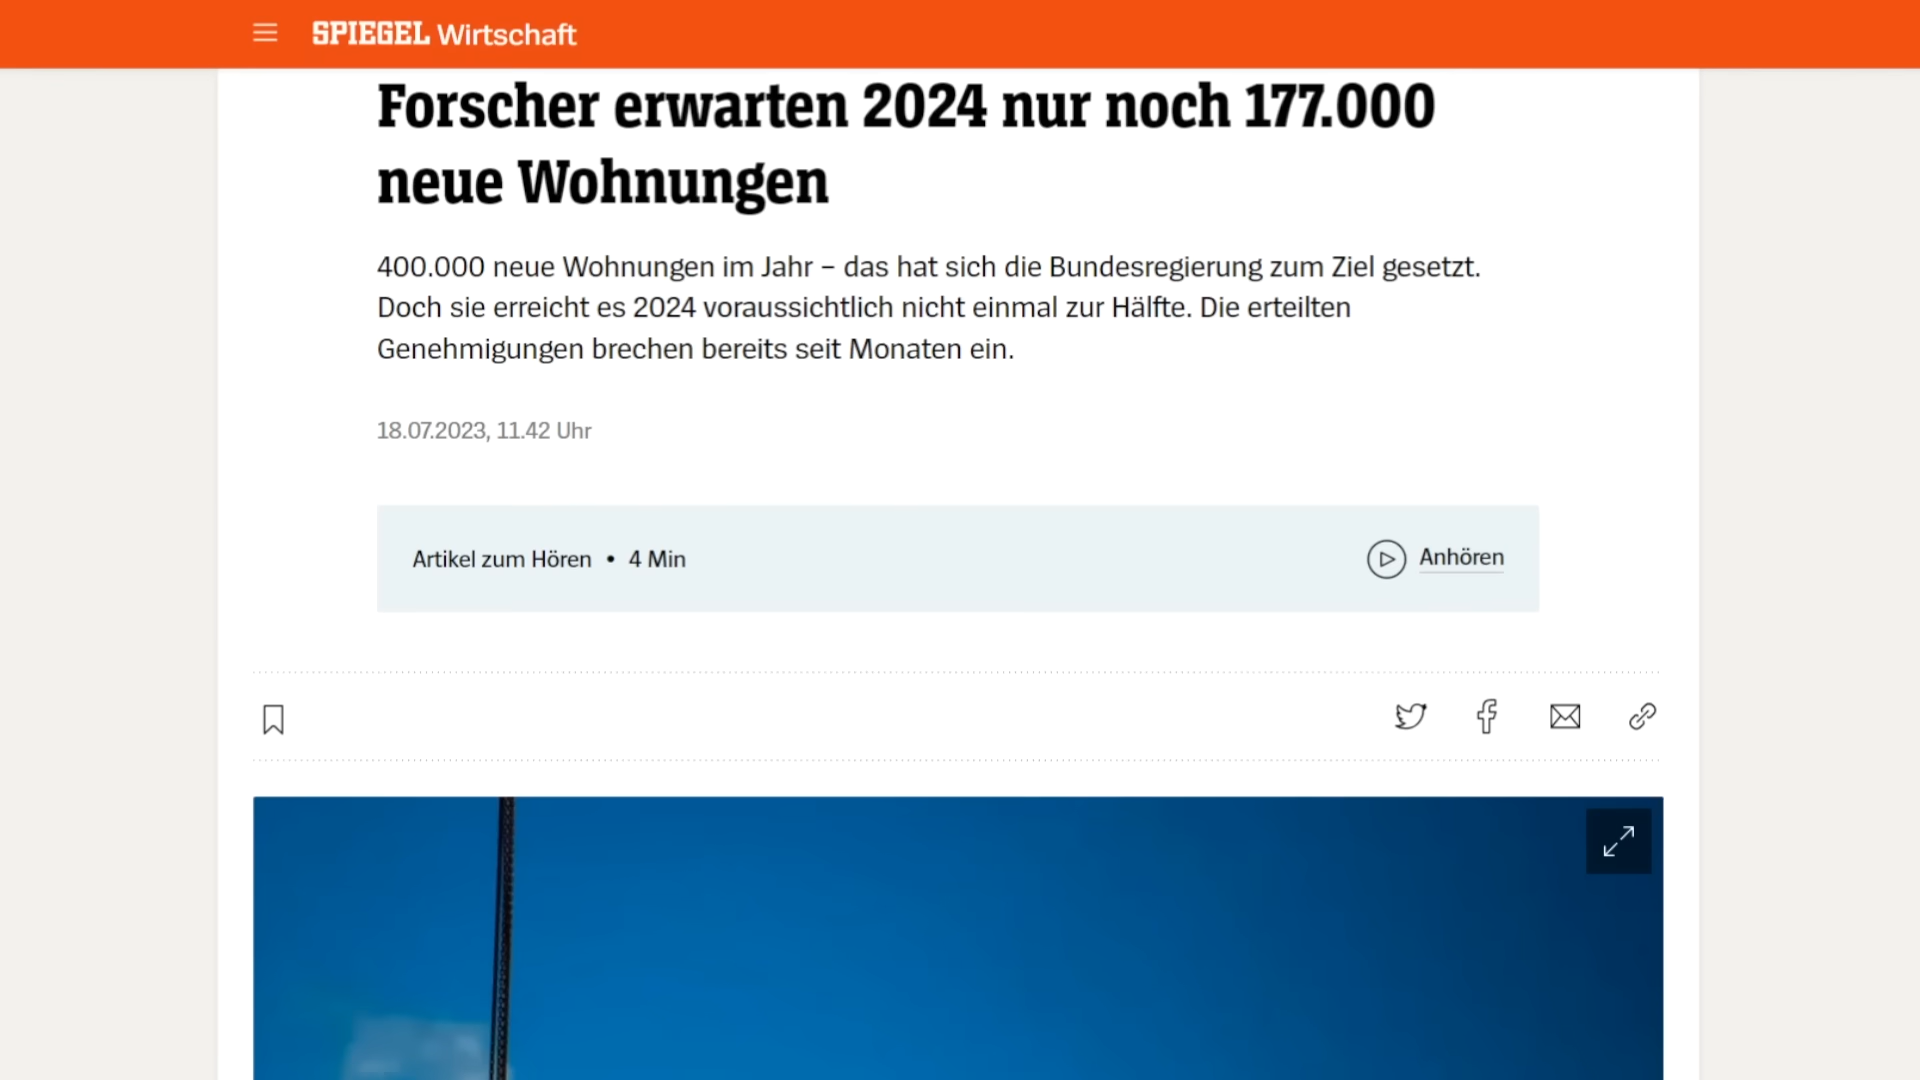 SPIEGEL Wirtschaft
Forscher erwarten 2024 nur noch 177.000
neue Wohnungen
400.000 neue Wohnungen im Jahr – das hat sich die Bundesregierung zum Ziel gesetzt.
Doch sie erreicht es 2024 voraussichtlich nicht einmal zur Hälfte. Die erteilten
Genehmigungen brechen bereits seit Monaten ein.
18.07.2023, 11.42 Uhr
Artikel zum Hören • 4 Min
Anhören